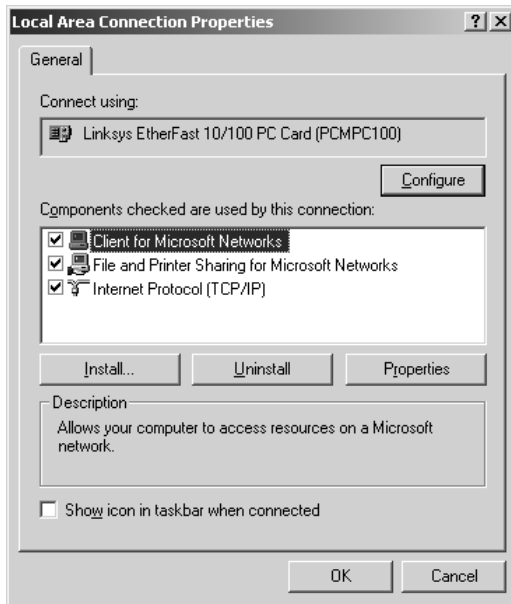 Local Area Connection Properties
General
Connect using:
Linksys EtherFast 10/100 PC Card (PCMPC100)
Configure
Components checked are used by this connection:
Client for Microsoft Networks
File and Printer Sharing for Microsoft Networks
Internet Protocol (TCP/IP)
Install... Uninstall Properties
Description
Allows your computer to access resources on a Microsoft
network.
Show icon in taskbar when connected
OK Cancel